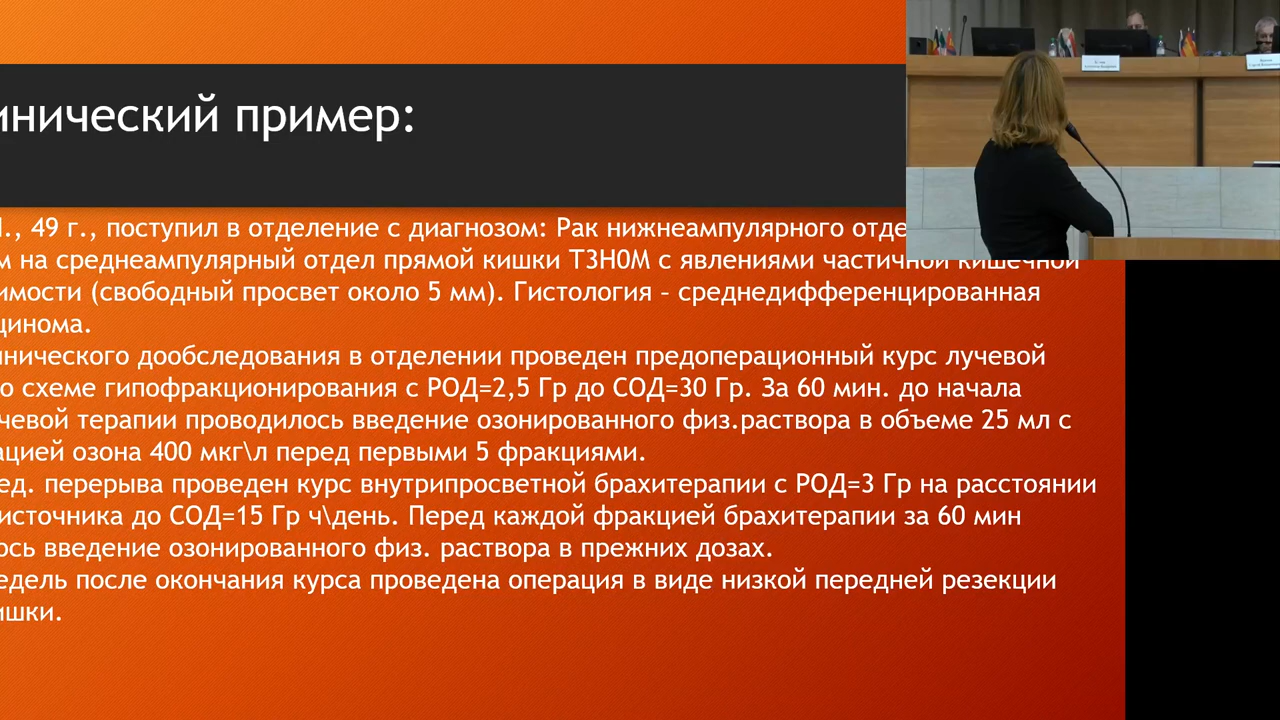 инический пример:
., 49 г., поступил в отделение с диагнозом: Рак нижнеампулярного отде
м на среднеампулярный отдел прямой кишки Т3Н0М с явлениями частичной кишечной
имости (свободный просвет около 5 мм). Гистология – среднедифференцированная
цинома.
инического дообследования в отделении проведен предоперационный курс лучевой
о схеме гипофракционирования с РОД=2,5 Гр до СОД=30 Гр. За 60 мин. до начала
чевой терапии проводилось введение озонированного физ.раствора в объеме 25 мл с
ацией озона 400 мкг\л перед первыми 5 фракциями.
ед. перерыва проведен курс внутрипросветной брахитерапии с РОД=3 Гр на расстоянии
источника до СОД=15 Гр ч\день. Перед каждой фракцией брахитерапии за 60 мин
ось введение озонированного физ. раствора в прежних дозах.
едель после окончания курса проведена операция в виде низкой передней резекции
ишки.